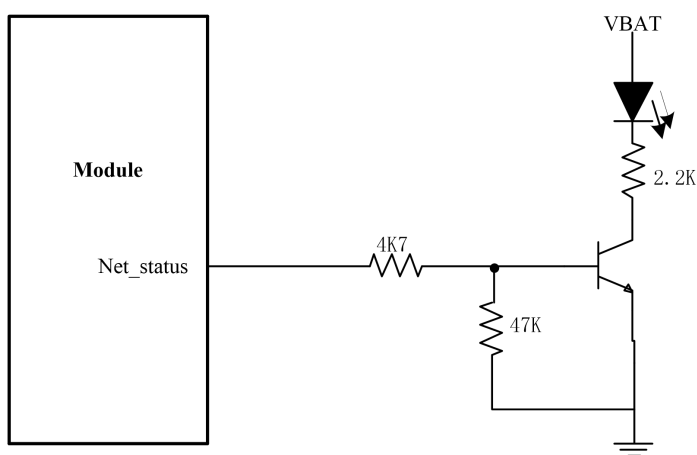 VBAT
Module
2.2K
4K7
Net_status
47K